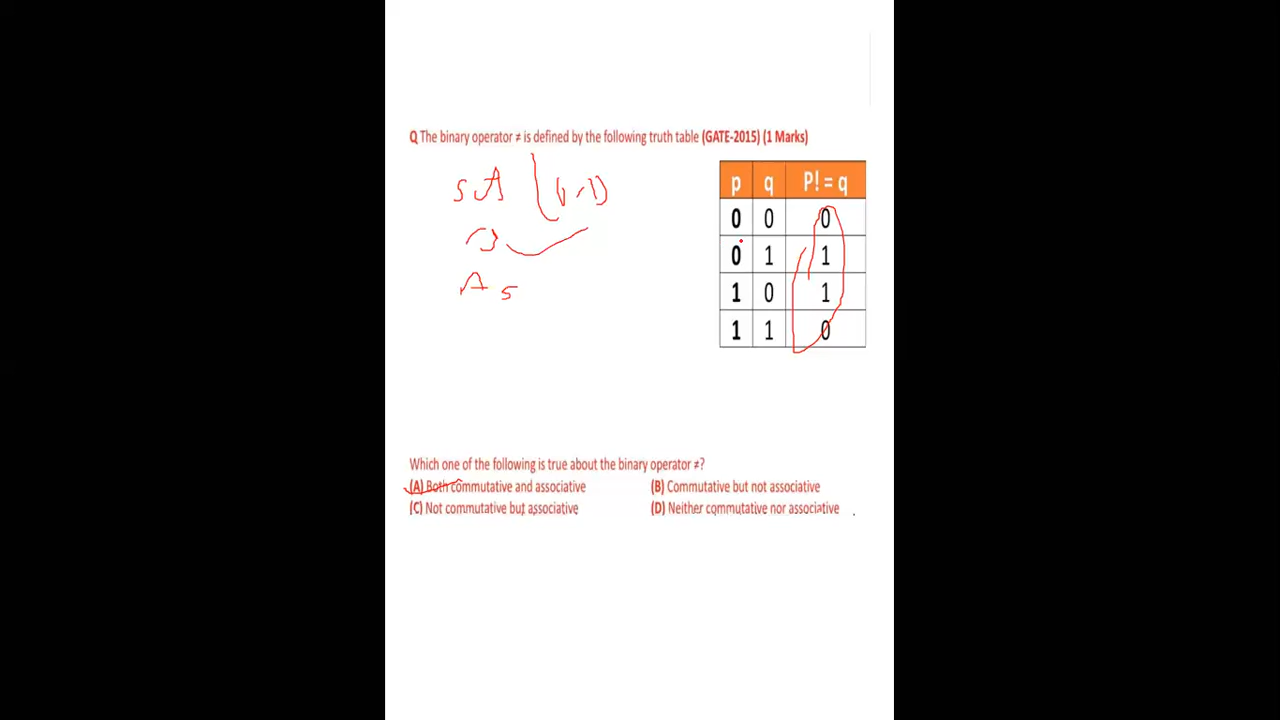 Q The binary operator ≠ is defined by the following truth table (GATE-2015) (1 Marks)
p q P! = q
0 0 0
0 1 1
1 0 1
1 1 0
Which one of the following is true about the binary operator ≠?
(A) Both commutative and associative (B) Commutative but not associative
(C) Not commutative but associative (D) Neither commutative nor associative